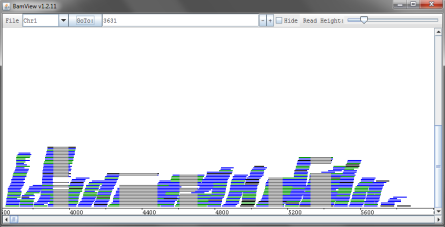 BamView v1.2.11
File Chr1 GoTo: 3631 - + Hide Read Height:
4000 4400 4800 5200 5600